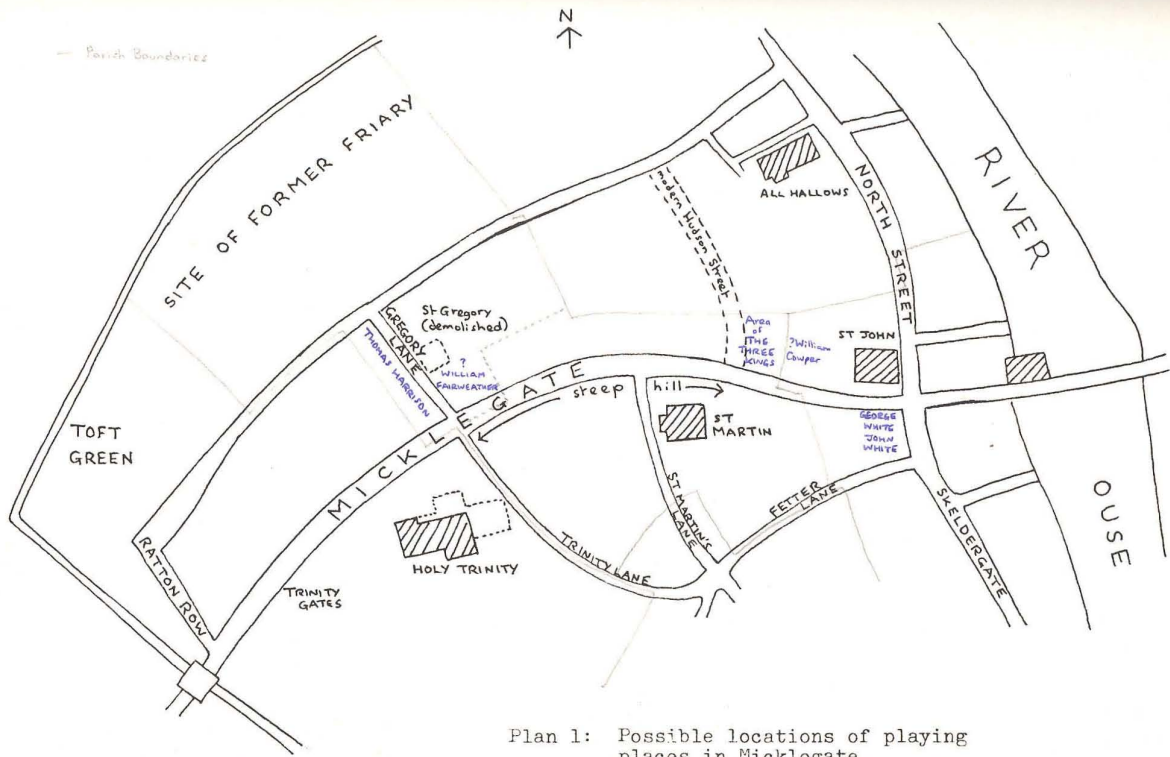 N
— Parish Boundaries
SITE OF FORMER FRIARY
RIVER
OUSE
NORTH STREET
ALL HALLOWS
modern Hudson Street
GREGORY
LANE
St Gregory
(demolished)
THOMAS HARRISON
?
WILLIAM
FAIRWEATHER
Area
of
THE
THREE
KINGS
?William
Cowper
ST JOHN
MICKLEGATE
steep hill
ST
MARTIN
GEORGE
WHITE
JOHN
WHITE
TOFT
GREEN
RATTON ROW
TRINITY
GATES
HOLY TRINITY
TRINITY LANE
ST MARTIN'S
LANE
FETTER
LANE
SKELDERGATE
Plan 1: Possible locations of playing
places in Micklegate